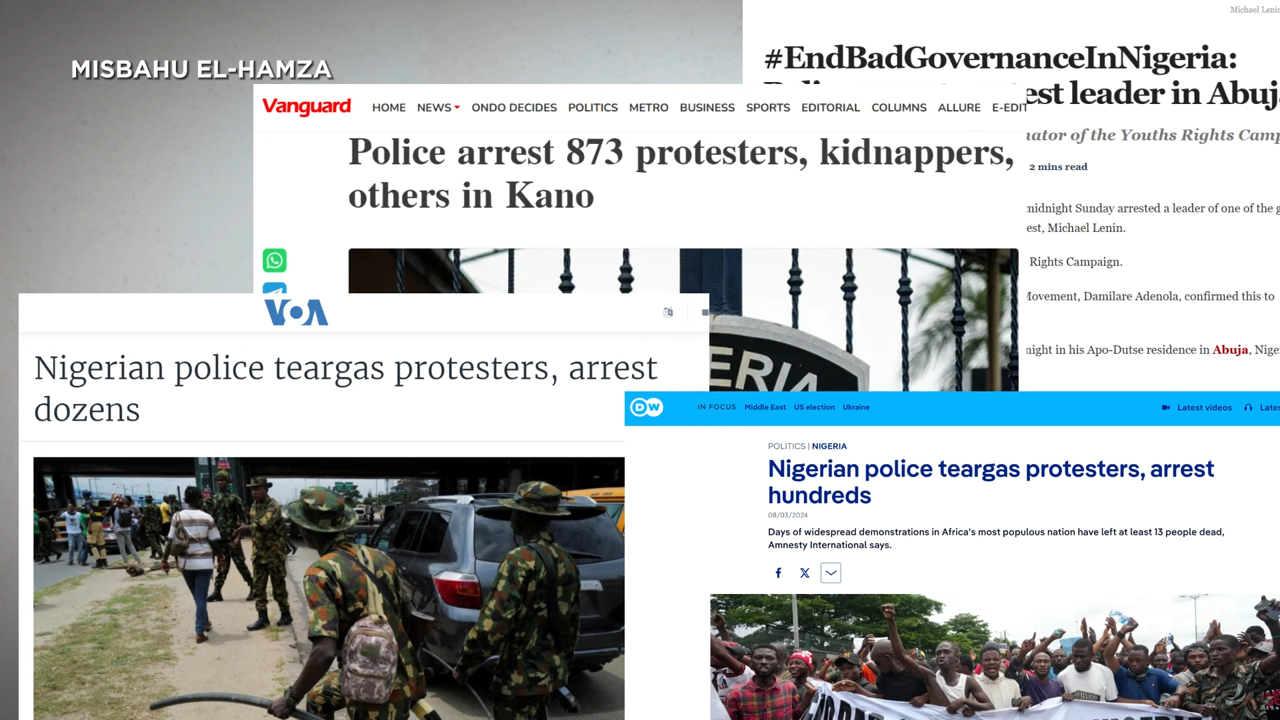 MISBAHU EL-HAMZA
Michael Lenin
#EndBadGovernanceInNigeria:
est leader in Abuj
nator of the Youths Rights Camp
2 mins read
midnight Sunday arrested a leader of one of the g
est, Michael Lenin.
Rights Campaign.
Movement, Damilare Adenola, confirmed this to
night in his Apo-Dutse residence in Abuja, Nige
Vanguard
HOME NEWS ONDO DECIDES POLITICS METRO BUSINESS SPORTS EDITORIAL COLUMNS ALLURE E-EDIT
Police arrest 873 protesters, kidnappers,
others in Kano
ERIA
VOA
Nigerian police teargas protesters, arrest
dozens
DW
IN FOCUS Middle East US election Ukraine
Latest videos Late
POLITICS | NIGERIA
Nigerian police teargas protesters, arrest
hundreds
08/03/2024
Days of widespread demonstrations in Africa's most populous nation have left at least 13 people dead,
Amnesty International says.